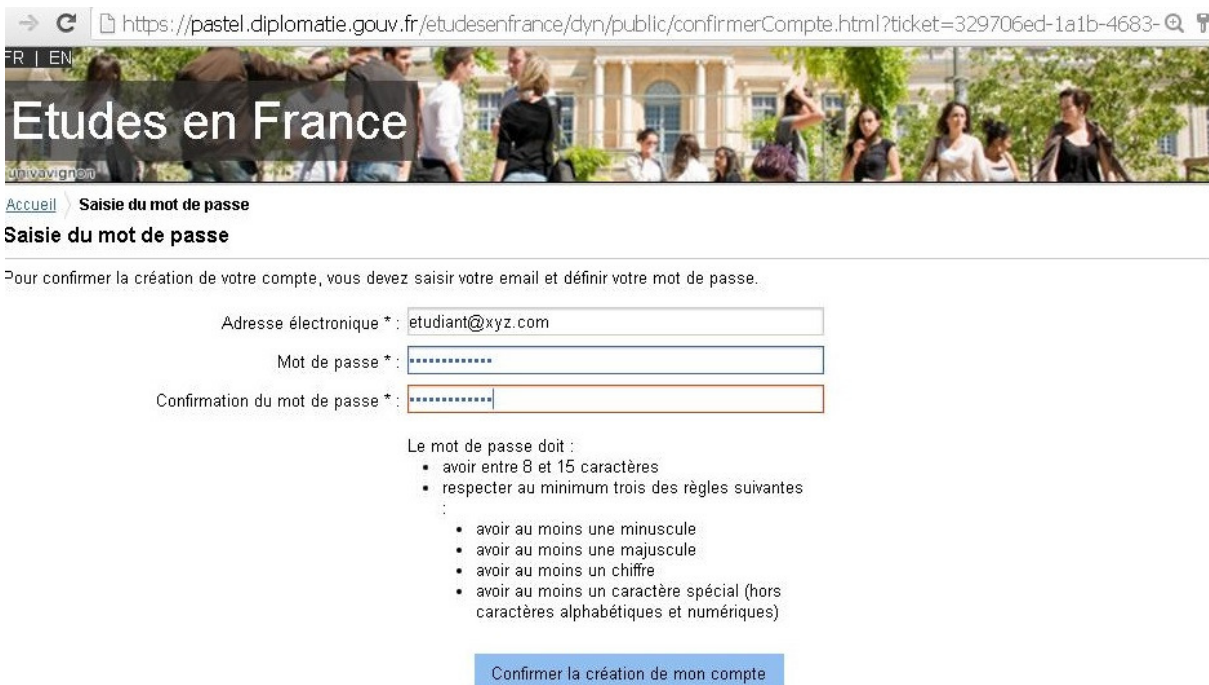 https://pastel.diplomatie.gouv.fr/etudesenfrance/dyn/public/confirmerCompte.html?ticket=329706ed-1a1b-4683-
FR | EN
Etudes en France
univavignon
Accueil Saisie du mot de passe
Saisie du mot de passe
Pour confirmer la création de votre compte, vous devez saisir votre email et définir votre mot de passe.
Adresse électronique * : etudiant@xyz.com
Mot de passe * : •••••••••••••
Confirmation du mot de passe * : •••••••••••••
Le mot de passe doit :
• avoir entre 8 et 15 caractères
• respecter au minimum trois des règles suivantes
:
• avoir au moins une minuscule
• avoir au moins une majuscule
• avoir au moins un chiffre
• avoir au moins un caractère spécial (hors
caractères alphabétiques et numériques)
Confirmer la création de mon compte